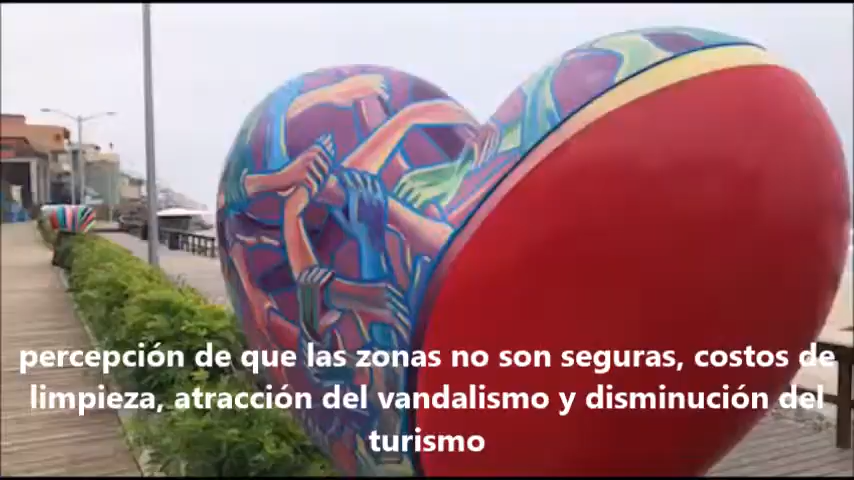 percepción de que las zonas no son seguras, costos de
limpieza, atracción del vandalismo y disminución del
turismo